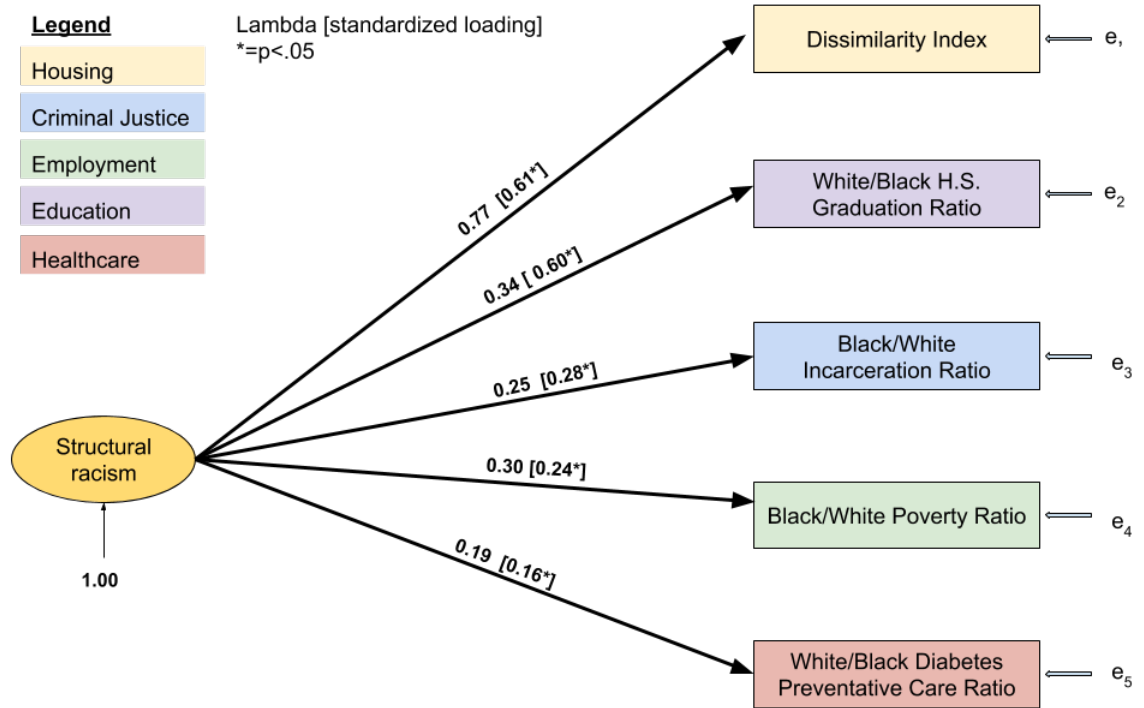 Legend
Housing
Criminal Justice
Employment
Education
Healthcare
Lambda [standardized loading]
*=p<.05
Dissimilarity Index
e,
0.77 [0.61*]
White/Black H.S.
Graduation Ratio
e2
0.34 [ 0.60*]
Black/White
Incarceration Ratio
e3
0.25 [0.28*]
Structural
racism
1.00
0.30 [0.24*]
Black/White Poverty Ratio
e4
0.19 [0.16*]
White/Black Diabetes
Preventative Care Ratio
e5